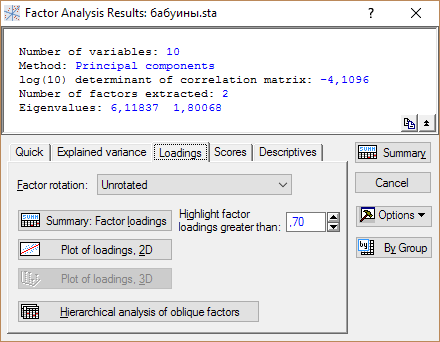 Factor Analysis Results: бабуины.sta
Number of variables: 10
Method: Principal components
log(10) determinant of correlation matrix: -4,1096
Number of factors extracted: 2
Eigenvalues: 6,11837 1,80068
Quick Explained variance Loadings Scores Descriptives
Summary
Factor rotation: Unrotated
Cancel
Summary: Factor loadings
Highlight factor
loadings greater than: ,70
Options
Plot of loadings, 2D
By Group
Plot of loadings, 3D
Hierarchical analysis of oblique factors